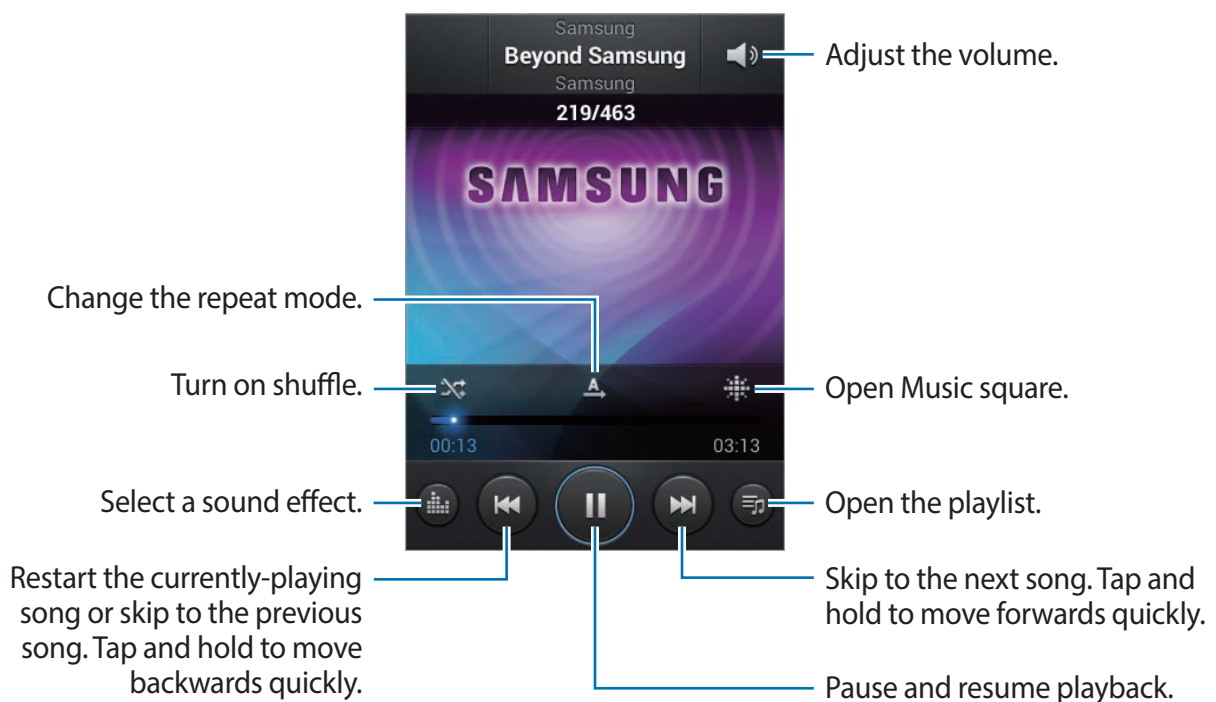 Samsung
Beyond Samsung
Samsung
219/463
SAMSUNG
Adjust the volume.
Change the repeat mode.
Turn on shuffle.
A
Open Music square.
00:13
03:13
Select a sound effect.
Open the playlist.
Restart the currently-playing
song or skip to the previous
song. Tap and hold to move
backwards quickly.
Skip to the next song. Tap and
hold to move forwards quickly.
Pause and resume playback.